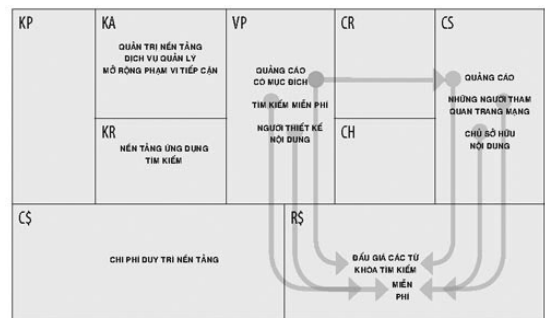 KP
KA
QUẢN TRỊ NỀN TẢNG
DỊCH VỤ QUẢN LÝ
MỞ RỘNG PHẠM VI TIẾP CẬN
KR
NỀN TẢNG ỨNG DỤNG
TÌM KIẾM
VP
QUẢNG CÁO
CÓ MỤC ĐÍCH
TÌM KIẾM MIỄN PHÍ
NGƯỜI THIẾT KẾ
NỘI DUNG
CR
CH
CS
QUẢNG CÁO
NHỮNG NGƯỜI THAM
QUAN TRANG MẠNG
CHỦ SỞ HỮU
NỘI DUNG
C$
CHI PHÍ DUY TRÌ NỀN TẢNG
R$
ĐẤU GIÁ CÁC TỪ
KHÓA TÌM KIẾM
MIỄN
PHÍ